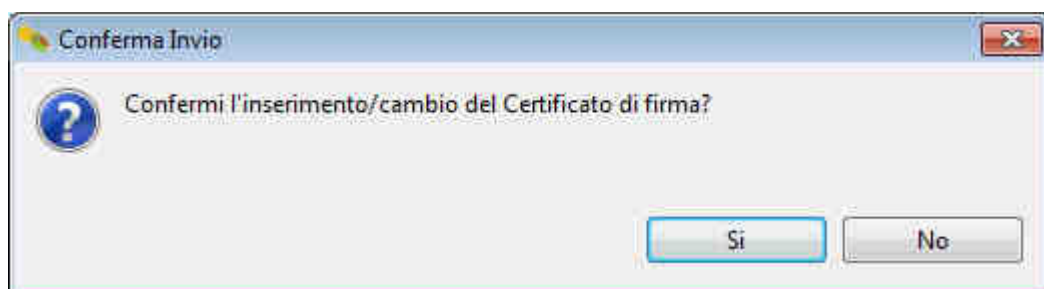 Conferma Invio
Confermi l'inserimento/cambio del Certificato di firma?
Si No